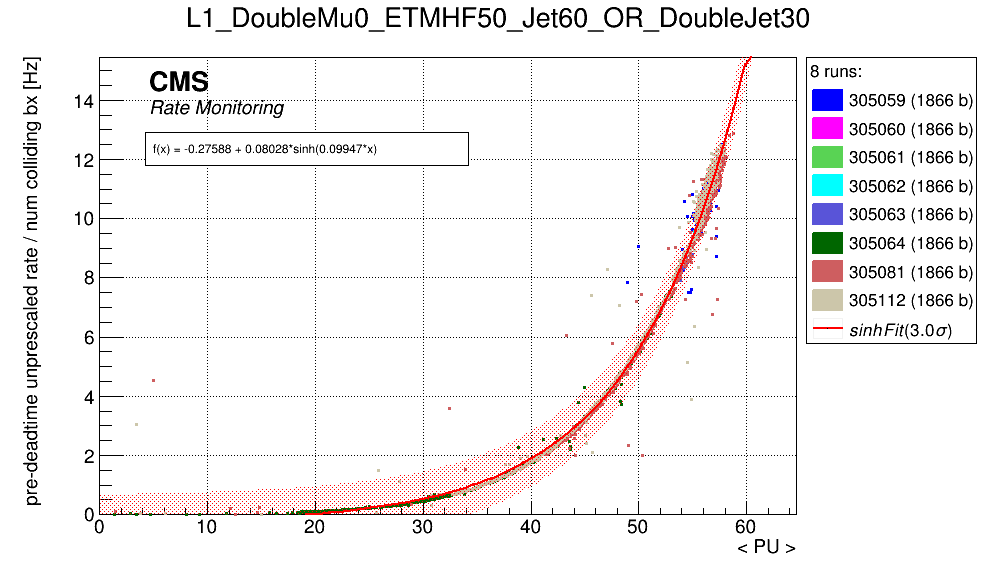 L1_DoubleMu0_ETMHF50_Jet60_OR_DoubleJet30
pre-deadtime unprescaled rate / num colliding bx [Hz]
CMS
Rate Monitoring
f(x) = -0.27588 + 0.08028*sinh(0.09947*x)
14
12
10
8
6
4
2
0
0 10 20 30 40 50 60
< PU >
8 runs:
305059 (1866 b)
305060 (1866 b)
305061 (1866 b)
305062 (1866 b)
305063 (1866 b)
305064 (1866 b)
305081 (1866 b)
305112 (1866 b)
sinhFit(3.0σ)